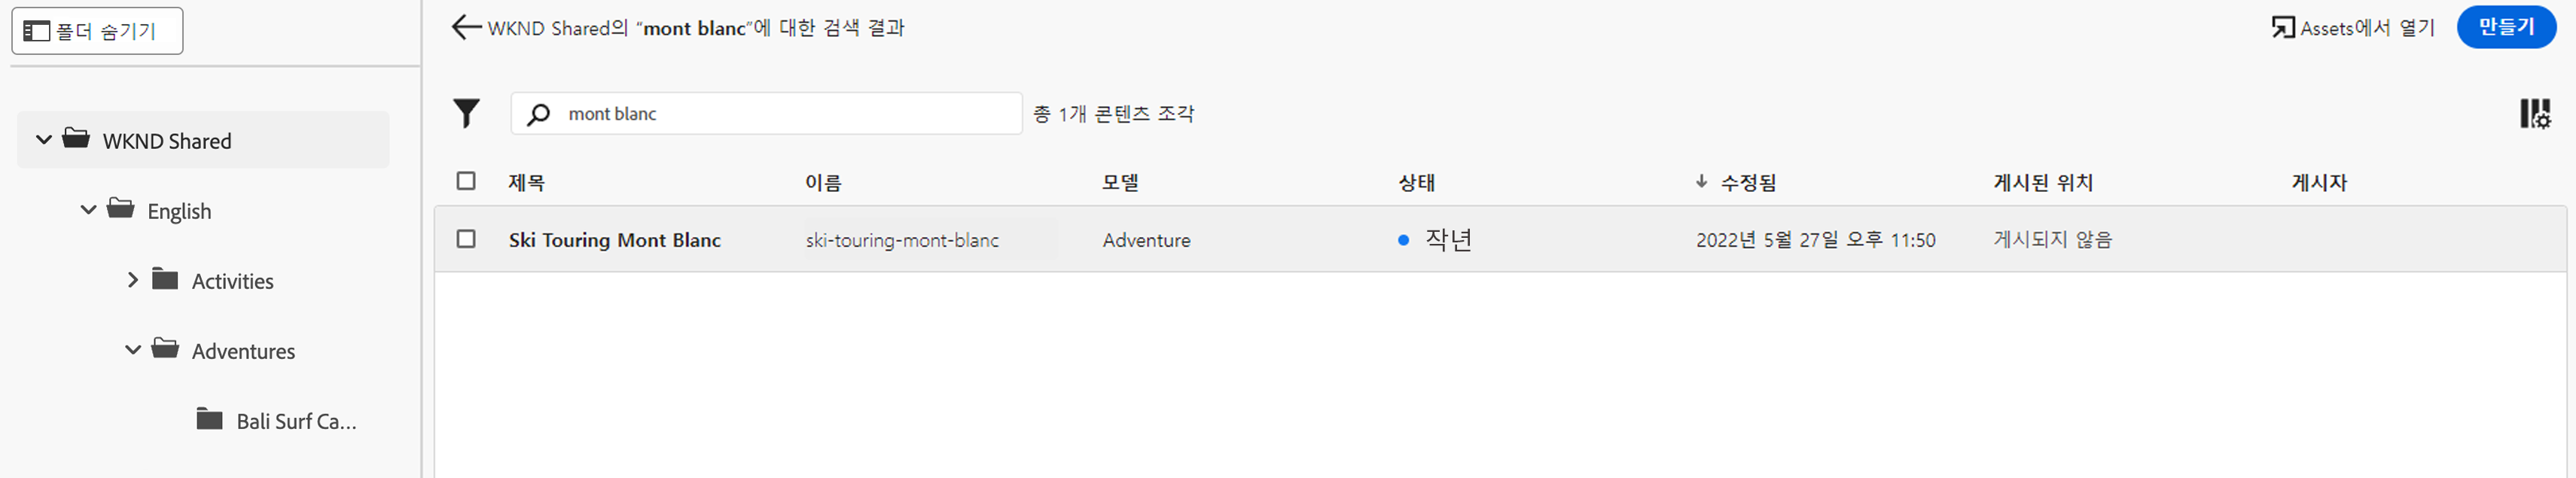 폴더 숨기기
WKND Shared
English
Activities
Adventures
Bali Surf Ca...
WKND Shared의 “mont blanc”에 대한 검색 결과
Assets에서 열기
만들기
mont blanc
총 1개 콘텐츠 조각
제목 이름 모델 상태 수정됨 게시된 위치 게시자
Ski Touring Mont Blanc ski-touring-mont-blanc Adventure 작년 2022년 5월 27일 오후 11:50 게시되지 않음